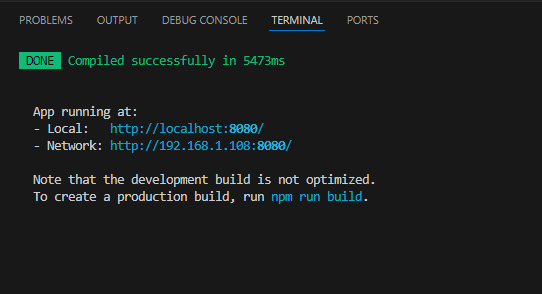 PROBLEMS OUTPUT DEBUG CONSOLE TERMINAL PORTS
DONE Compiled successfully in 5473ms
App running at:
- Local: http://localhost:8080/
- Network: http://192.168.1.108:8080/
Note that the development build is not optimized.
To create a production build, run npm run build.